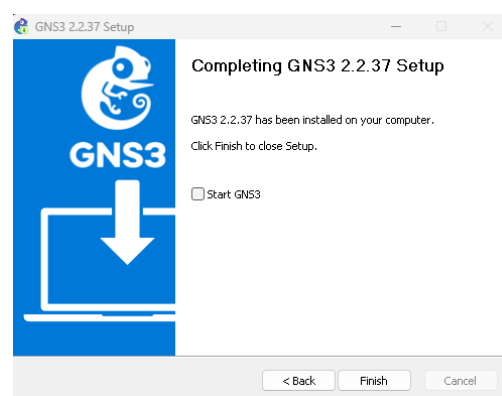 GNS3 2.2.37 Setup
Completing GNS3 2.2.37 Setup
GNS3 2.2.37 has been installed on your computer.
Click Finish to close Setup.
GNS3
Start GNS3
< Back
Finish
Cancel